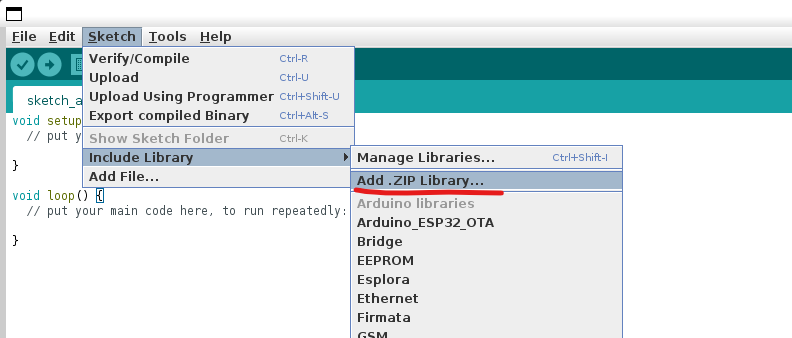 File Edit Sketch Tools Help
Verify/Compile Ctrl-R
Upload Ctrl-U
Upload Using Programmer Ctrl+Shift-U
Export compiled Binary Ctrl+Alt-S
Show Sketch Folder Ctrl-K
Include Library
Add File...
Manage Libraries... Ctrl+Shift-I
Add .ZIP Library...
Arduino libraries
Arduino_ESP32_OTA
Bridge
EEPROM
Esplora
Ethernet
Firmata
GSM
sketch_a
void setup
// put y
}
void loop() {
// put your main code here, to run repeatedly:
}